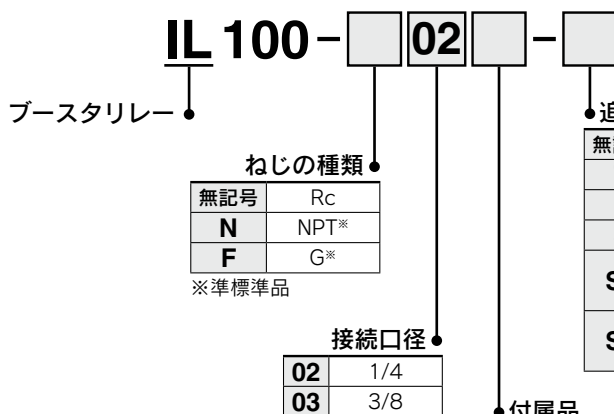 IL 100- 02 -
ブースタリレー
ねじの種類
無記号 Rc
N NPT※
F G※
※準標準品
接続口径
02 1/4
03 3/8
付属品